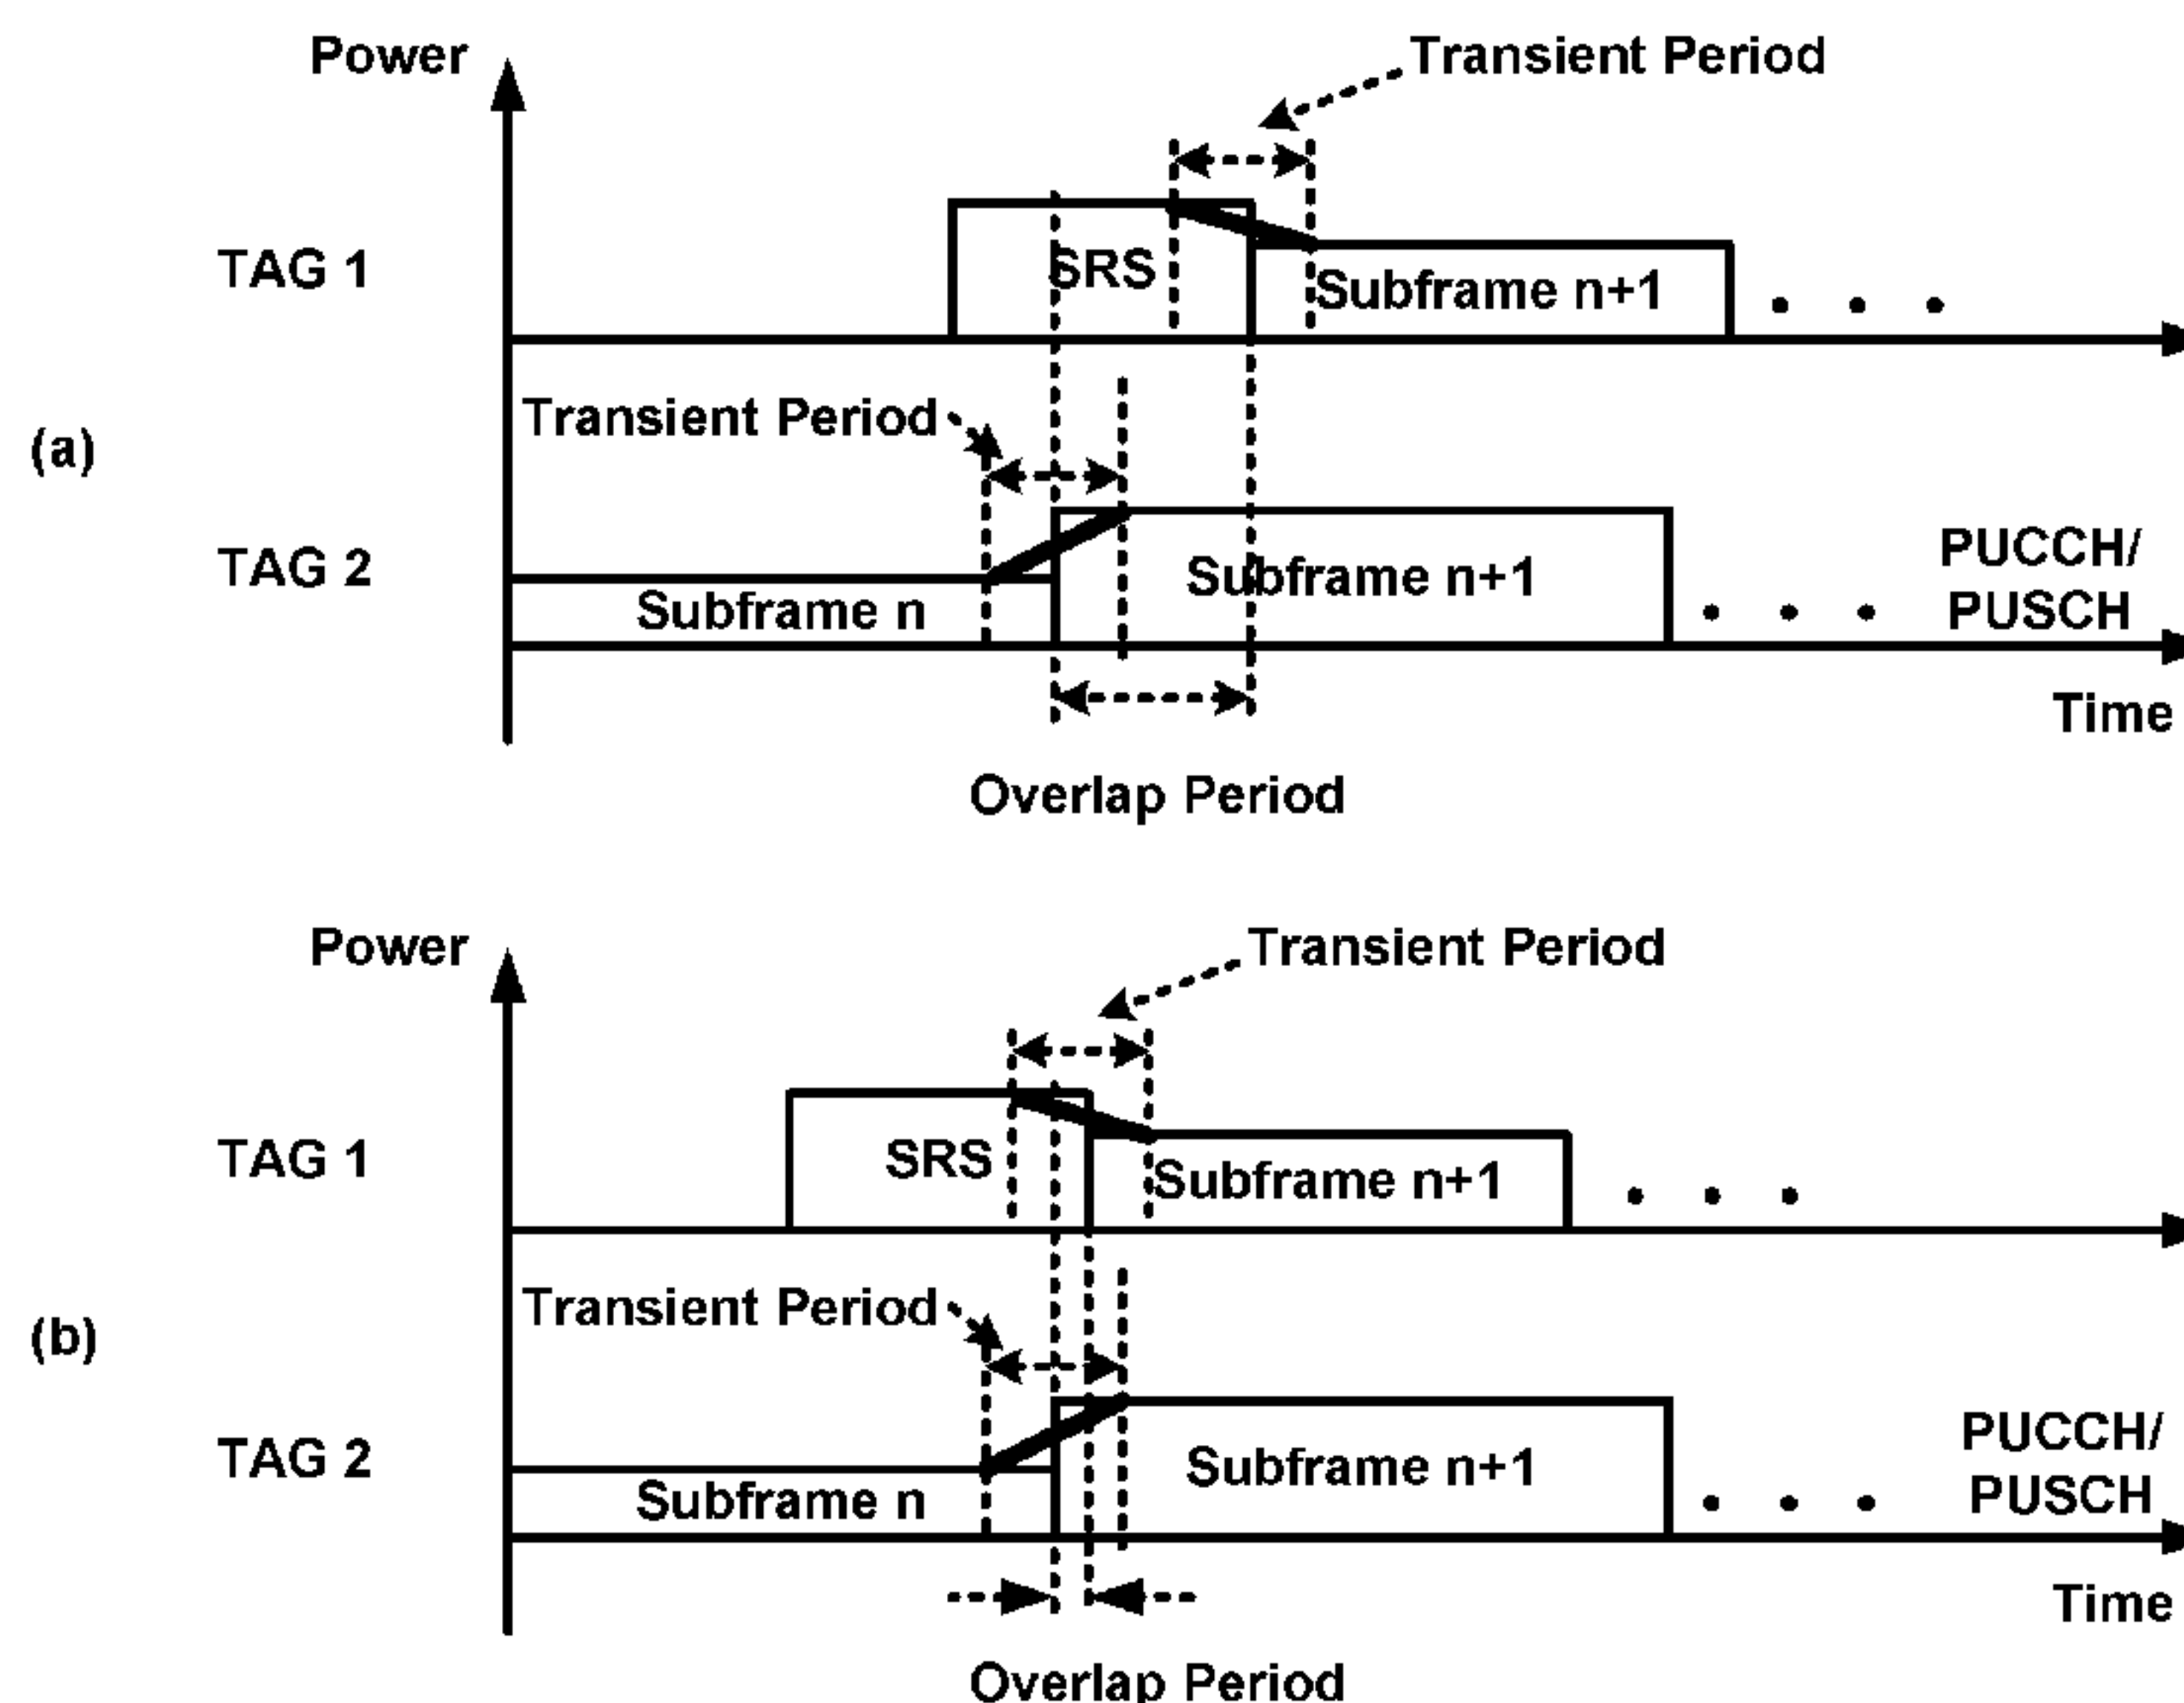 Power
Transient Period
TAG 1
SRS
Subframe n+1
Transient Period
(a)
TAG 2
Subframe n
Subframe n+1
PUCCH/
PUSCH
Time
Overlap Period
Power
Transient Period
TAG 1
SRS
Subframe n+1
Transient Period
(b)
TAG 2
Subframe n
Subframe n+1
PUCCH/
PUSCH
Time
Overlap Period